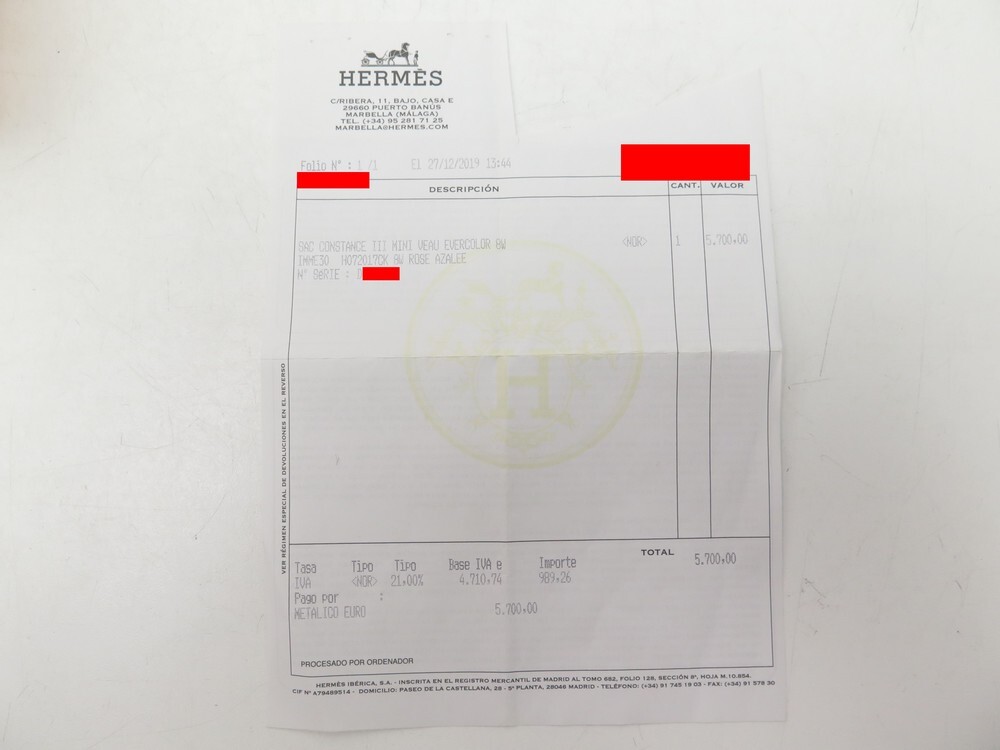 HERMÈS
C/RIBERA, 11, BAJO, CASA E
29660 PUERTO BANÚS
MARBELLA (MÁLAGA)
TEL. (+34) 95 281 71 25
MARBELLA@HERMES.COM
Folio N° : 1 /1 El 27/12/2019 13:44
DESCRIPCIÓN CANT. VALOR
SAC CONSTANCE III MINI VEAU EVERCOLOR 8W <NOR> 1 5.700,00
H072017CK 8W ROSE AZALEE
N° SéRIE :
VER RÉGIMEN ESPECIAL DE DEVOLUCIONES EN EL REVERSO
TOTAL 5.700,00
Tasa Tipo Tipo Base IVA e Importe
IVA <NOR> 21,00% 4.710,74 989,26
Pago por :
METALICO EURO 5.700,00
PROCESADO POR ORDENADOR
HERMÈS IBÉRICA, S.A. - INSCRITA EN EL REGISTRO MERCANTIL DE MADRID AL TOMO 682, FOLIO 128, SECCIÓN 8ª, HOJA M.10.854.
CIF Nº A79489514 - DOMICILIO: PASEO DE LA CASTELLANA, 28 - 5ª PLANTA, 28046 MADRID - TELÉFONO: (+34) 91 745 19 03 - FAX: (+34) 91 578 30